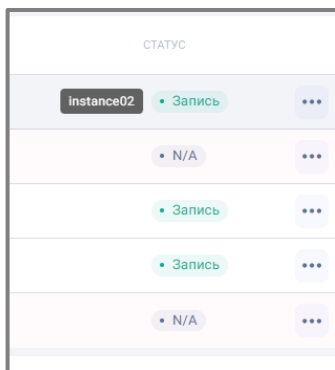 СТАТУС
instance02 • Запись •••
• N/A •••
• Запись •••
• Запись •••
• N/A •••